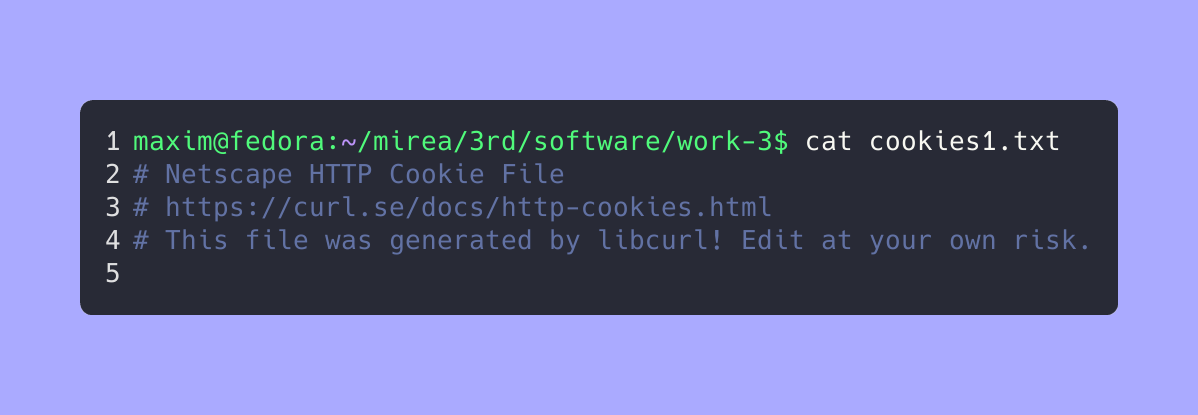 1 maxim@fedora:~/mirea/3rd/software/work-3$ cat cookies1.txt
2 # Netscape HTTP Cookie File
3 # https://curl.se/docs/http-cookies.html
4 # This file was generated by libcurl! Edit at your own risk.
5